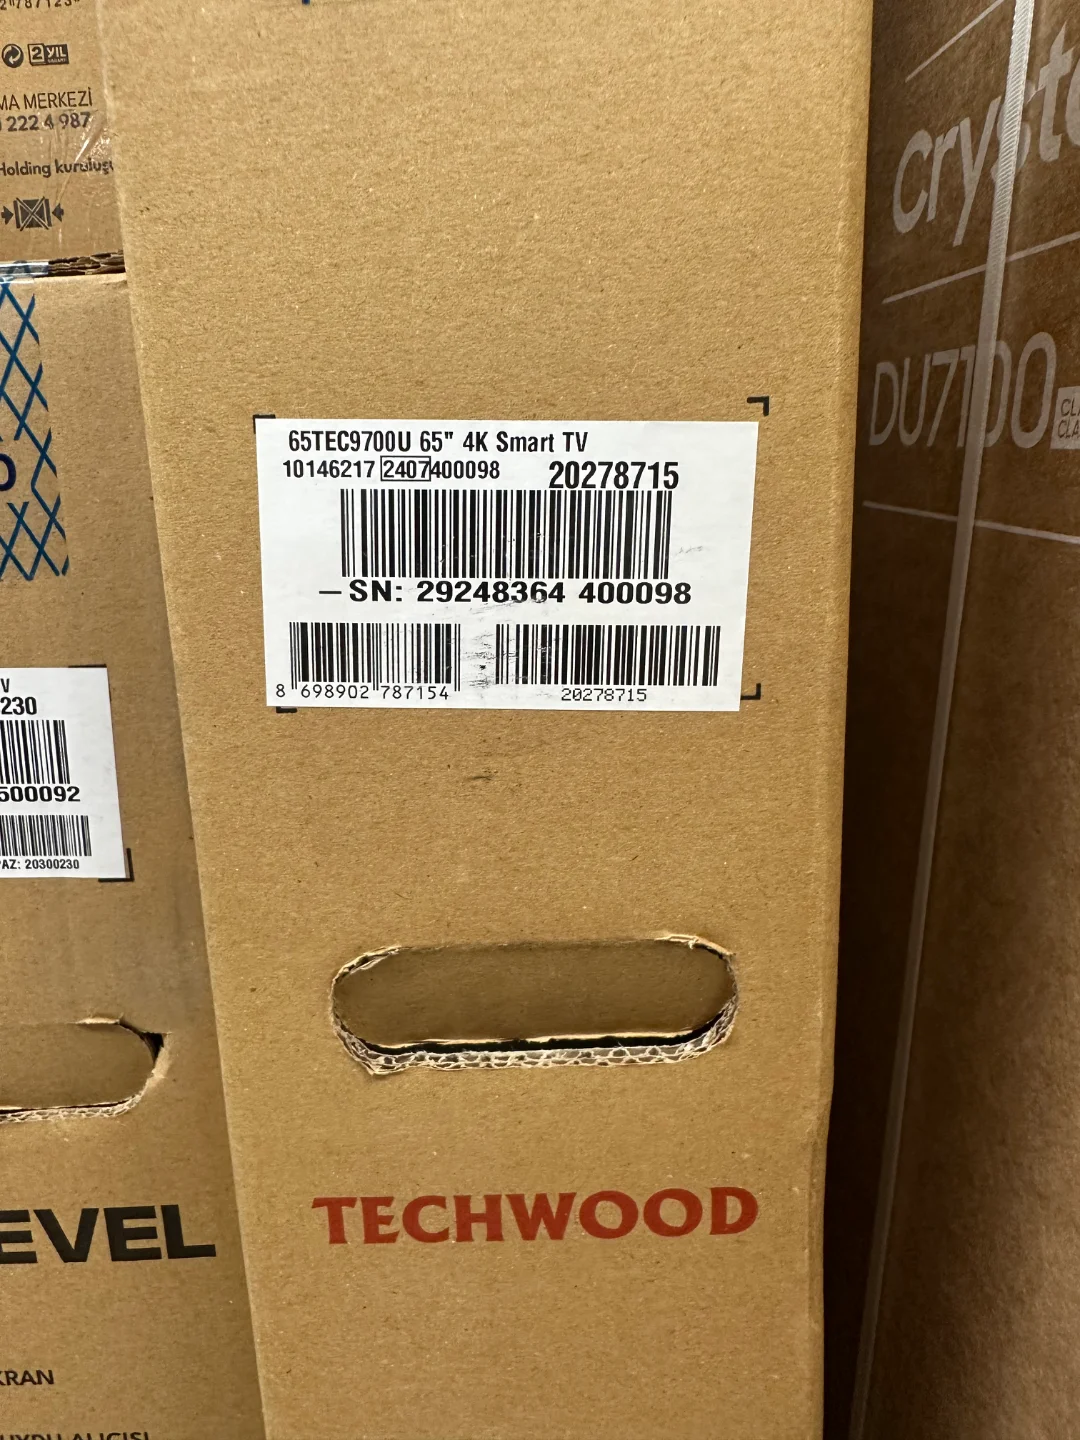 2 YIL
MA MERKEZİ
222 4 987
Holding kuruluşu
crysta
DU7100
65TEC9700U 65" 4K Smart TV
10146217 2407400098 20278715
SN: 29248364 400098
8 698902 787154
20278715
V
230
500092
AZ: 20300230
TECHWOOD
EVEL
KRAN